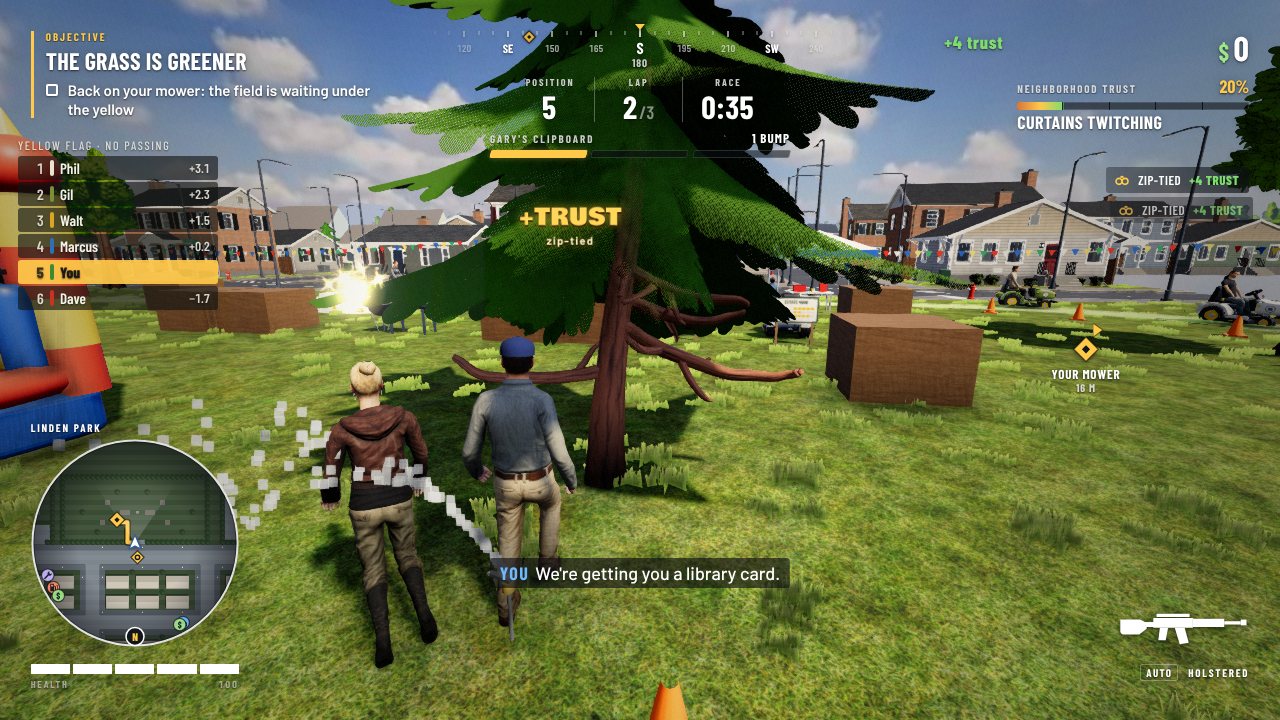 OBJECTIVE
THE GRASS IS GREENER
Back on your mower: the field is waiting under
the yellow
YELLOW FLAG · NO PASSING
1 Phil +3.1
2 Gil +2.3
3 Walt +1.5
4 Marcus +0.2
5 You
6 Dave −1.7
120 SE 150 165 S 195 210 SW 240
180
POSITION LAP RACE
5 2/3 0:35
GARY'S CLIPBOARD 1 BUMP
+TRUST
zip-tied
+4 trust
$0
NEIGHBORHOOD TRUST 20%
CURTAINS TWITCHING
ZIP-TIED +4 TRUST
ZIP-TIED +4 TRUST
YOUR MOWER
16 M
LINDEN PARK
N
HEALTH 100
YOU We're getting you a library card.
AUTO HOLSTERED